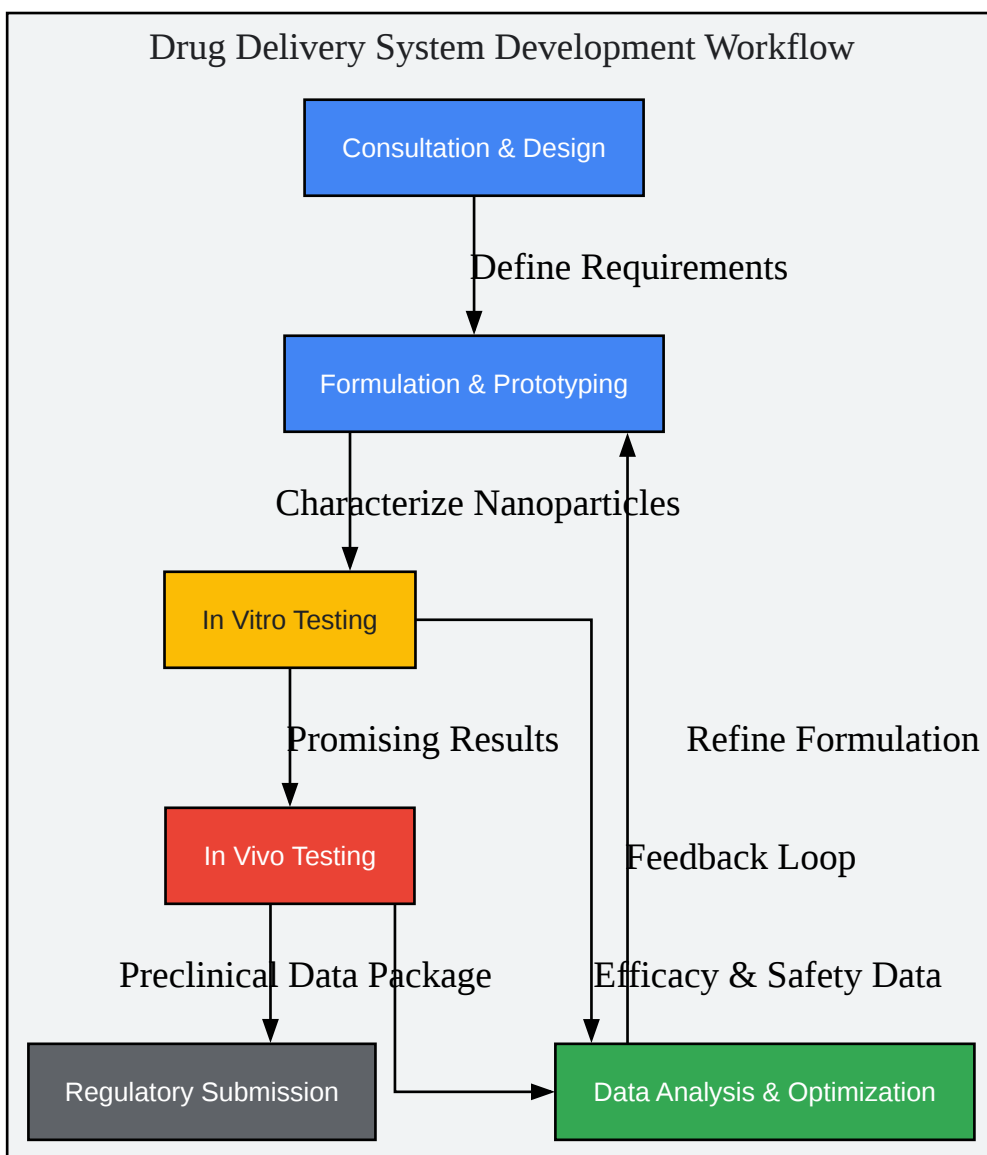 Drug Delivery System Development Workflow
Consultation & Design
Define Requirements
Formulation & Prototyping
Characterize Nanoparticles
In Vitro Testing
Promising Results
Refine Formulation
In Vivo Testing
Feedback Loop
Preclinical Data Package
Efficacy & Safety Data
Regulatory Submission
Data Analysis & Optimization